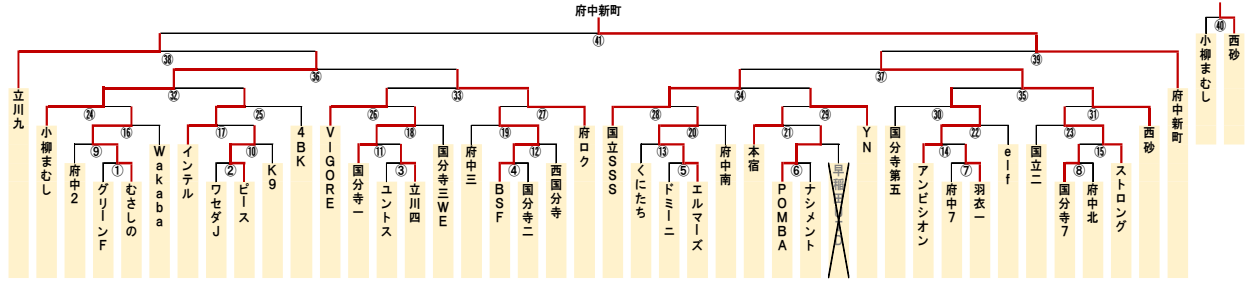 府中新町
㊶
㊵
小柳まむし
西砂
㊳
㊴
㊱
㊲
㉜
㉝
㉞
㉟
㉔
㉕
㉖
㉗
㉘
㉙
㉚
㉛
⑯
⑰
⑱
⑲
⑳
㉑
㉒
㉓
⑨
⑩
⑪
⑫
⑬
⑭
⑮
①
②
③
④
⑤
⑥
⑦
⑧
立川九
小柳まむし
府中2
グリーンF
むさしの
Wakaba
インテル
ワセダJ
ピース
K9
4BK
VIGORE
国分寺一
ユントス
立川四
国分寺三WE
府中三
BSF
国分寺二
西国分寺
府ロク
国立SSS
くにたち
ドミーニ
エルマーズ
府中南
本宿
POMBA
ナシメント
YN
国分寺第五
アンビシオン
府中7
羽衣一
elf
国立二
国分寺7
府中北
ストロング
西砂
府中新町